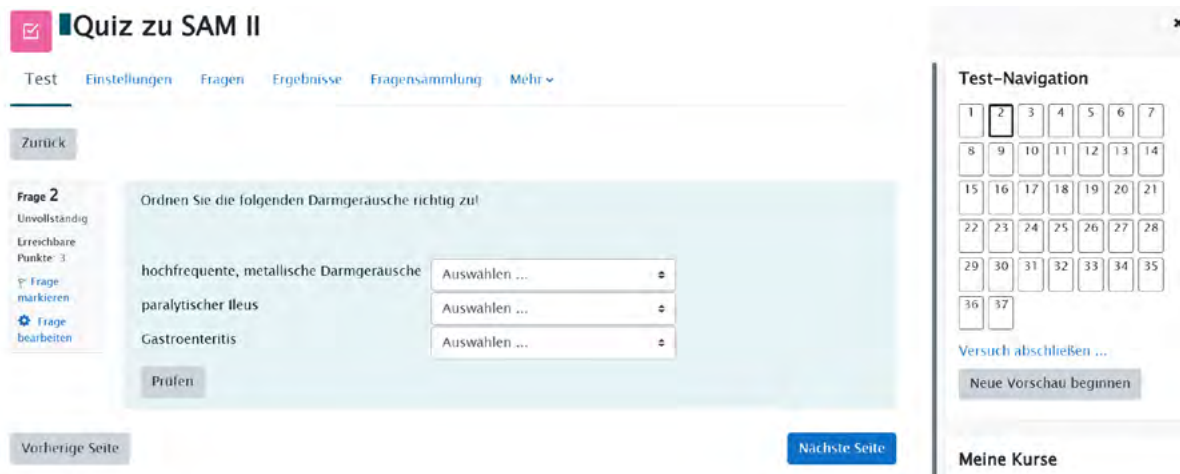 Quiz zu SAM II
Test Einstellungen Fragen Ergebnisse Fragensammlung Mehr
Zurück
Frage 2
Unvollständig
Erreichbare
Punkte: 3
Frage
markieren
Frage
bearbeiten
Ordnen Sie die folgenden Darmgeräusche richtig zu!
hochfrequente, metallische Darmgeräusche Auswählen ...
paralytischer Ileus Auswählen ...
Gastroenteritis Auswählen ...
Prüfen
Vorherige Seite
Nächste Seite
Test-Navigation
1 2 3 4 5 6 7
8 9 10 11 12 13 14
15 16 17 18 19 20 21
22 23 24 25 26 27 28
29 30 31 32 33 34 35
36 37
Versuch abschließen ...
Neue Vorschau beginnen
Meine Kurse